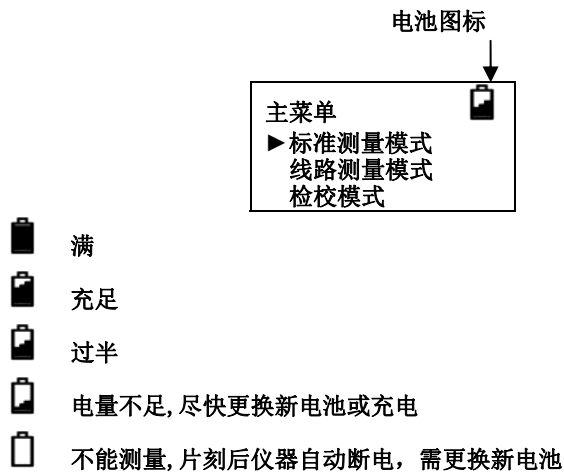 电池图标
主菜单
►标准测量模式
线路测量模式
检校模式
满
充足
过半
电量不足,尽快更换新电池或充电
不能测量,片刻后仪器自动断电，需更换新电池